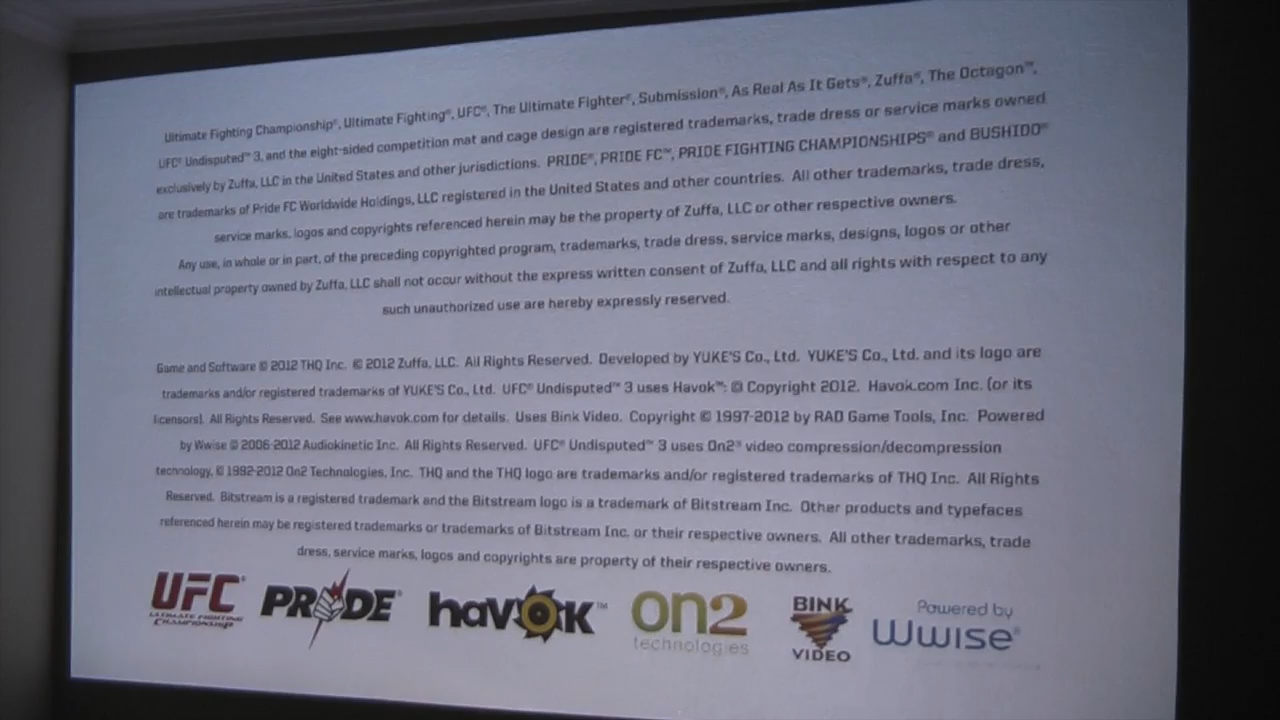 Ultimate Fighting Championship®, Ultimate Fighting®, UFC®, The Ultimate Fighter®, Submission®, As Real As It Gets®, Zuffa®, The Octagon™,
UFC® Undisputed™ 3, and the eight-sided competition mat and cage design are registered trademarks, trade dress or service marks owned
exclusively by Zuffa, LLC in the United States and other jurisdictions. PRIDE®, PRIDE FC™, PRIDE FIGHTING CHAMPIONSHIPS® and BUSHIDO®
are trademarks of Pride FC Worldwide Holdings, LLC registered in the United States and other countries. All other trademarks, trade dress,
service marks, logos and copyrights referenced herein may be the property of Zuffa, LLC or other respective owners.
Any use, in whole or in part, of the preceding copyrighted program, trademarks, trade dress, service marks, designs, logos or other
intellectual property owned by Zuffa, LLC shall not occur without the express written consent of Zuffa, LLC and all rights with respect to any
such unauthorized use are hereby expressly reserved.
Game and Software © 2012 THQ Inc. © 2012 Zuffa, LLC. All Rights Reserved. Developed by YUKE'S Co., Ltd. YUKE'S Co., Ltd. and its logo are
trademarks and/or registered trademarks of YUKE'S Co., Ltd. UFC® Undisputed™ 3 uses Havok™: © Copyright 2012. Havok.com Inc. (or its
licensors). All Rights Reserved. See www.havok.com for details. Uses Bink Video. Copyright © 1997-2012 by RAD Game Tools, Inc. Powered
by Wwise © 2006-2012 Audiokinetic Inc. All Rights Reserved. UFC® Undisputed™ 3 uses On2® video compression/decompression
technology, © 1992-2012 On2 Technologies, Inc. THQ and the THQ logo are trademarks and/or registered trademarks of THQ Inc. All Rights
Reserved. Bitstream is a registered trademark and the Bitstream logo is a trademark of Bitstream Inc. Other products and typefaces
referenced herein may be registered trademarks or trademarks of Bitstream Inc. or their respective owners. All other trademarks, trade
dress, service marks, logos and copyrights are property of their respective owners.
UFC®
ULTIMATE FIGHTING
CHAMPIONSHIP®
PRIDE®
havok™
on2
technologies
BINK
VIDEO
Powered by
Wwise®